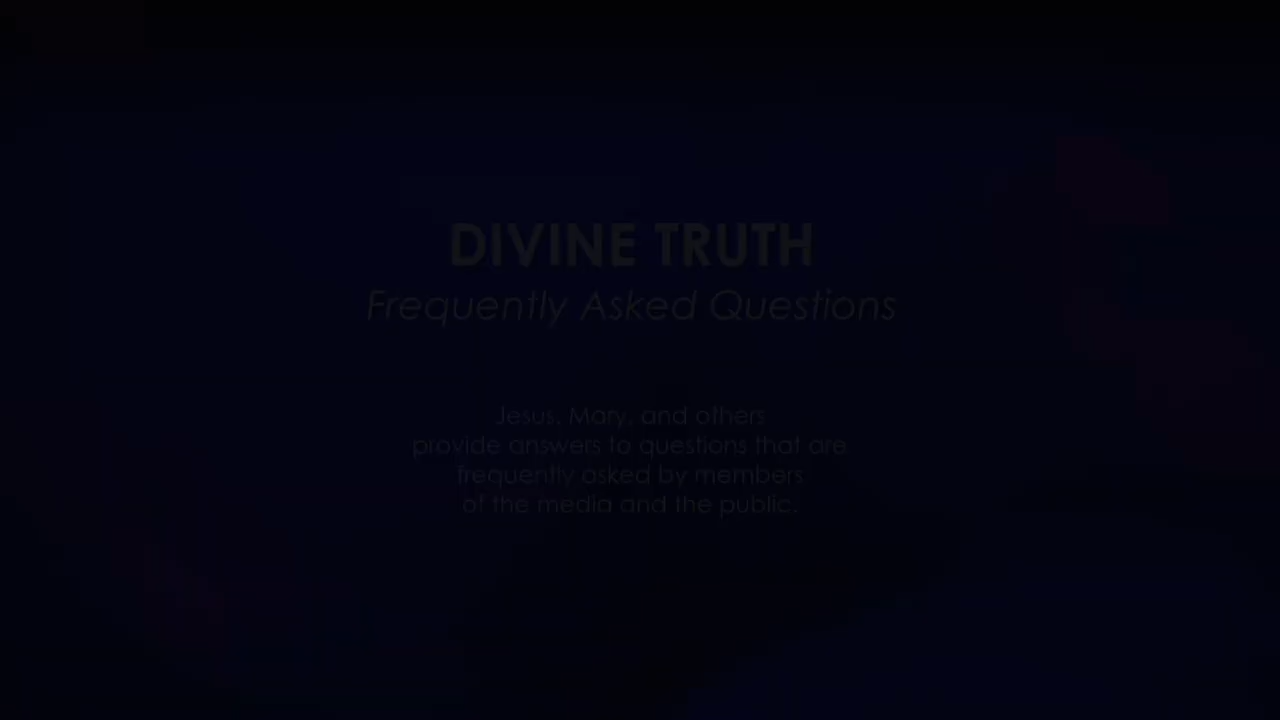 DIVINE TRUTH
Frequently Asked Questions
Jesus, Mary, and others
provide answers to questions that are
frequently asked by members
of the media and the public.